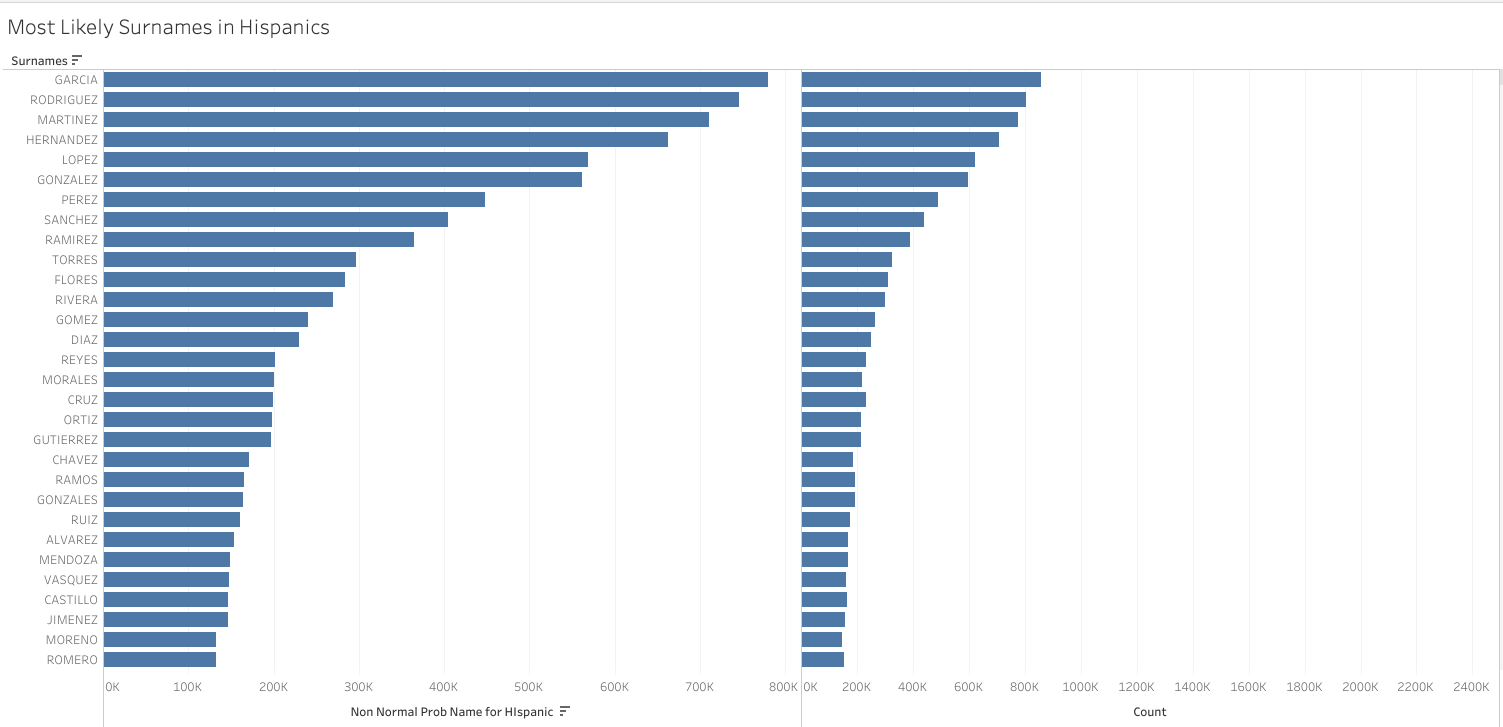 Most Likely Surnames in Hispanics
Surnames
GARCIA
RODRIGUEZ
MARTINEZ
HERNANDEZ
LOPEZ
GONZALEZ
PEREZ
SANCHEZ
RAMIREZ
TORRES
FLORES
RIVERA
GOMEZ
DIAZ
REYES
MORALES
CRUZ
ORTIZ
GUTIERREZ
CHAVEZ
RAMOS
GONZALES
RUIZ
ALVAREZ
MENDOZA
VASQUEZ
CASTILLO
JIMENEZ
MORENO
ROMERO
0K 100K 200K 300K 400K 500K 600K 700K 800K 0K 200K 400K 600K 800K 1000K 1200K 1400K 1600K 1800K 2000K 2200K 2400K
Non Normal Prob Name for HIspanic Count